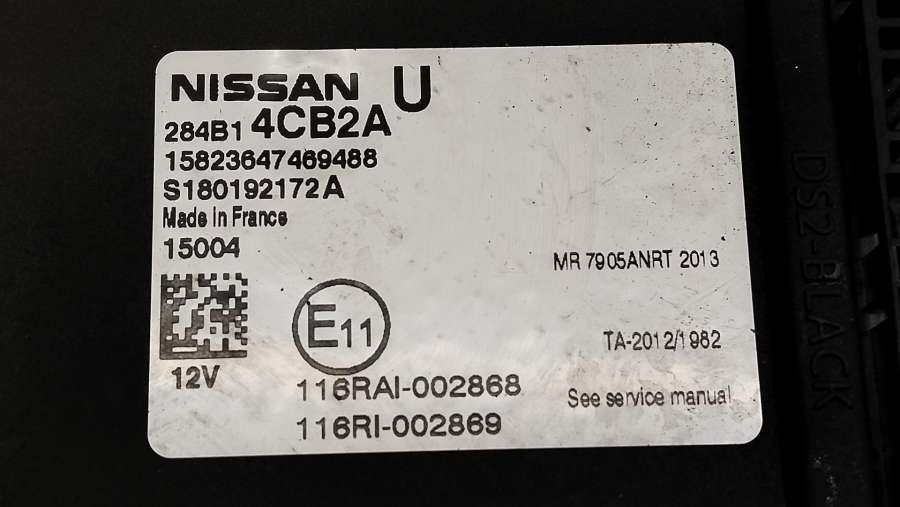 NISSAN U
284B1 4CB2A
15823647469488
S180192172A
Made In France
15004
MR 7905ANRT 2013
E11
TA-2012/1982
12V
116RAI-002868
See service manual
116RI-002869
DS2-BLACK